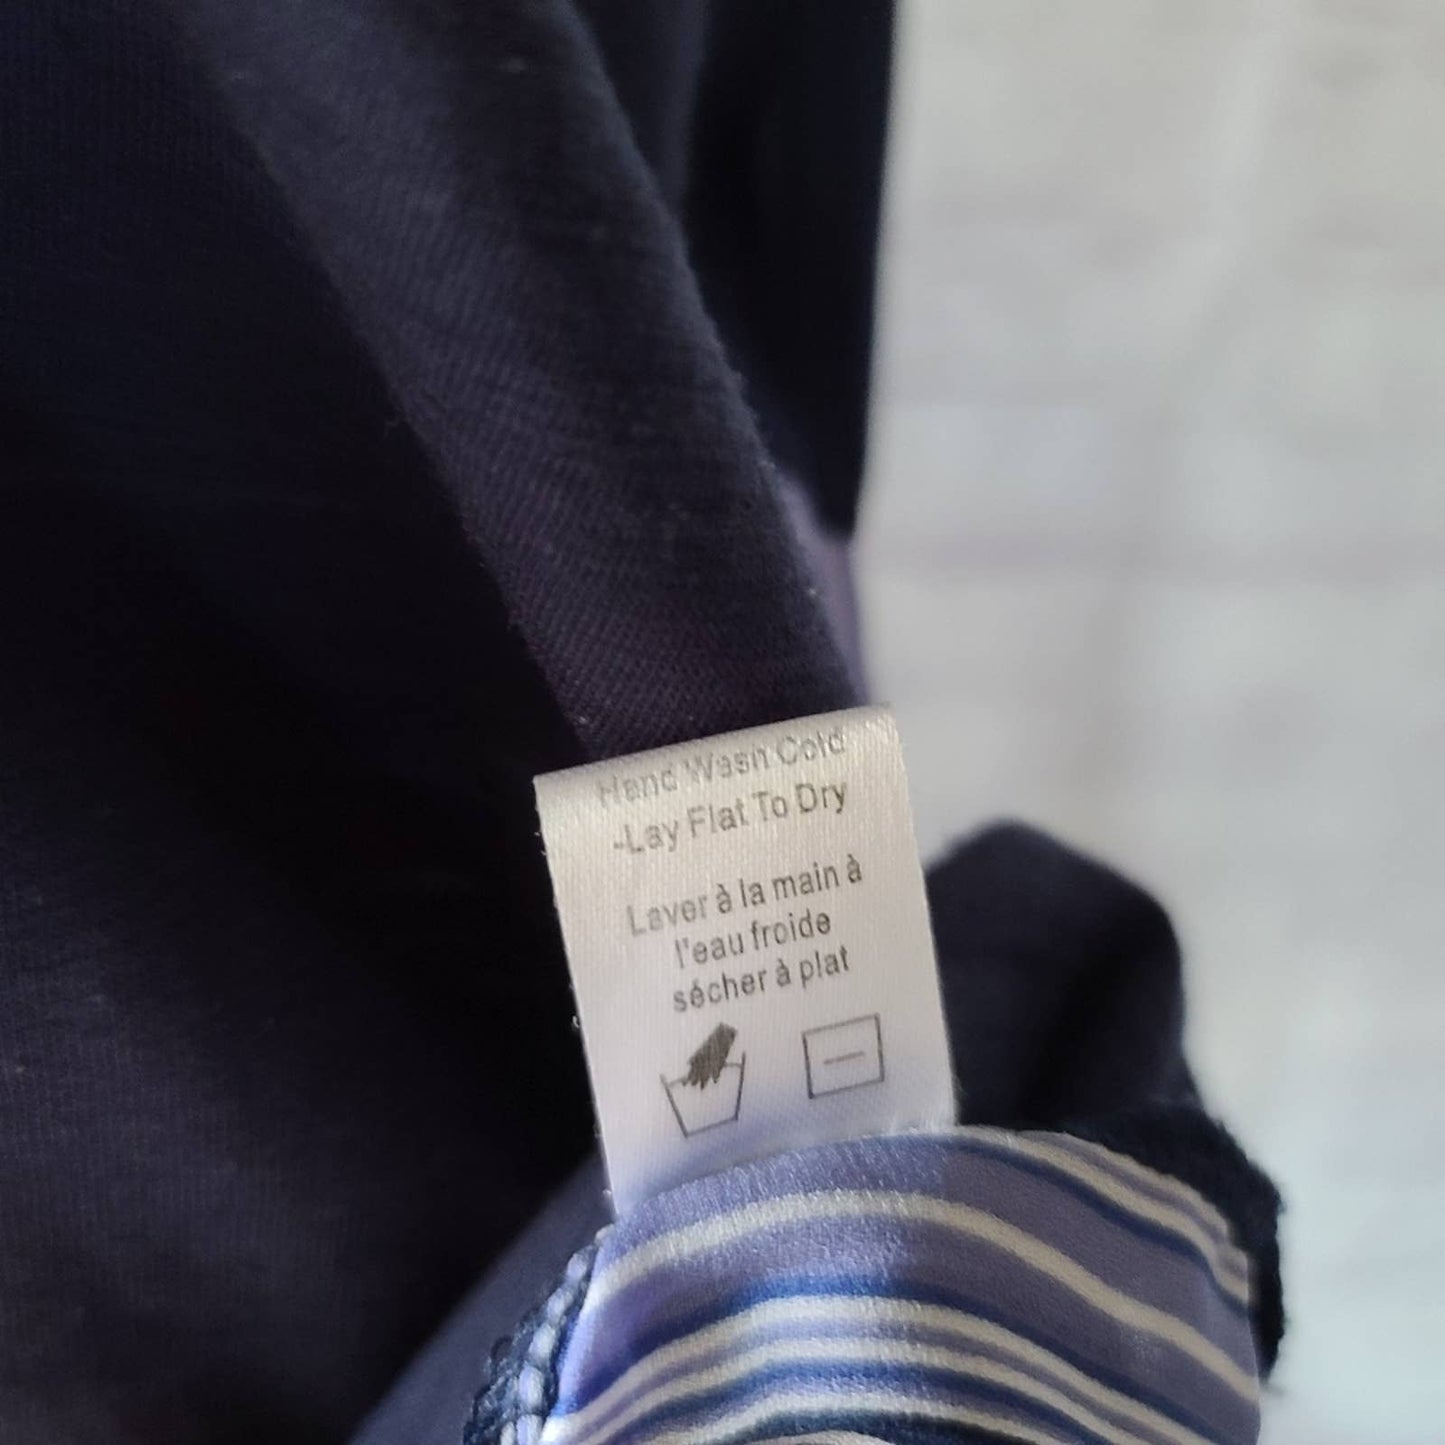 Hand Wash Cold
-Lay Flat To Dry
Laver à la main à
l'eau froide
sécher à plat